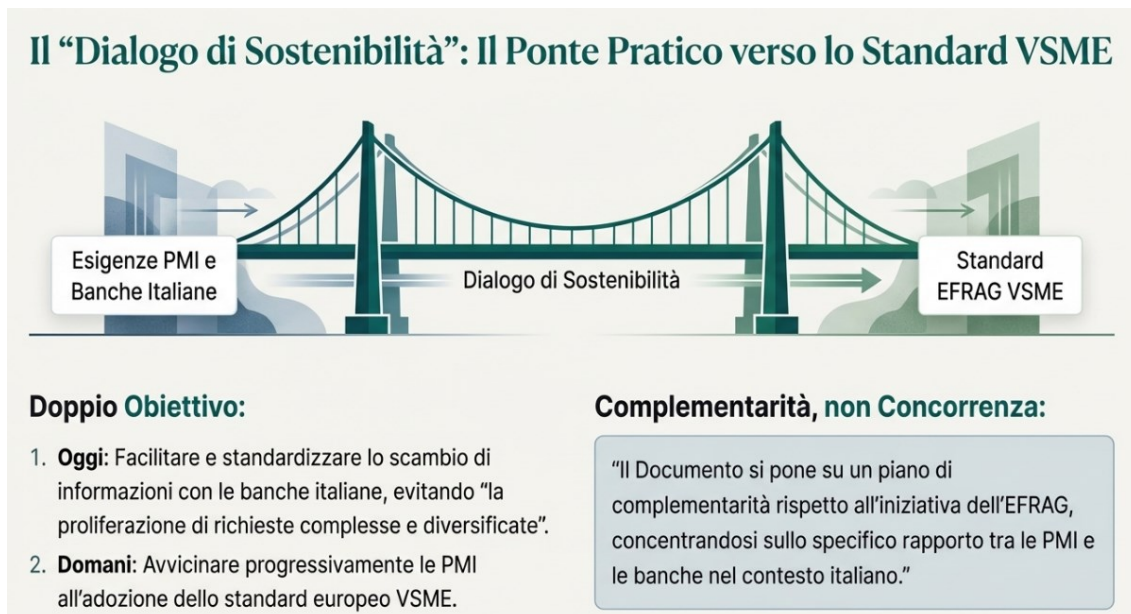 Il “Dialogo di Sostenibilità”: Il Ponte Pratico verso lo Standard VSME
Esigenze PMI e
Banche Italiane
Dialogo di Sostenibilità
Standard
EFRAG VSME
Doppio Obiettivo:
1. Oggi: Facilitare e standardizzare lo scambio di
informazioni con le banche italiane, evitando “la
proliferazione di richieste complesse e diversificate”.
2. Domani: Avvicinare progressivamente le PMI
all’adozione dello standard europeo VSME.
Complementarità, non Concorrenza:
“Il Documento si pone su un piano di
complementarità rispetto all’iniziativa dell’EFRAG,
concentrandosi sullo specifico rapporto tra le PMI e
le banche nel contesto italiano.”